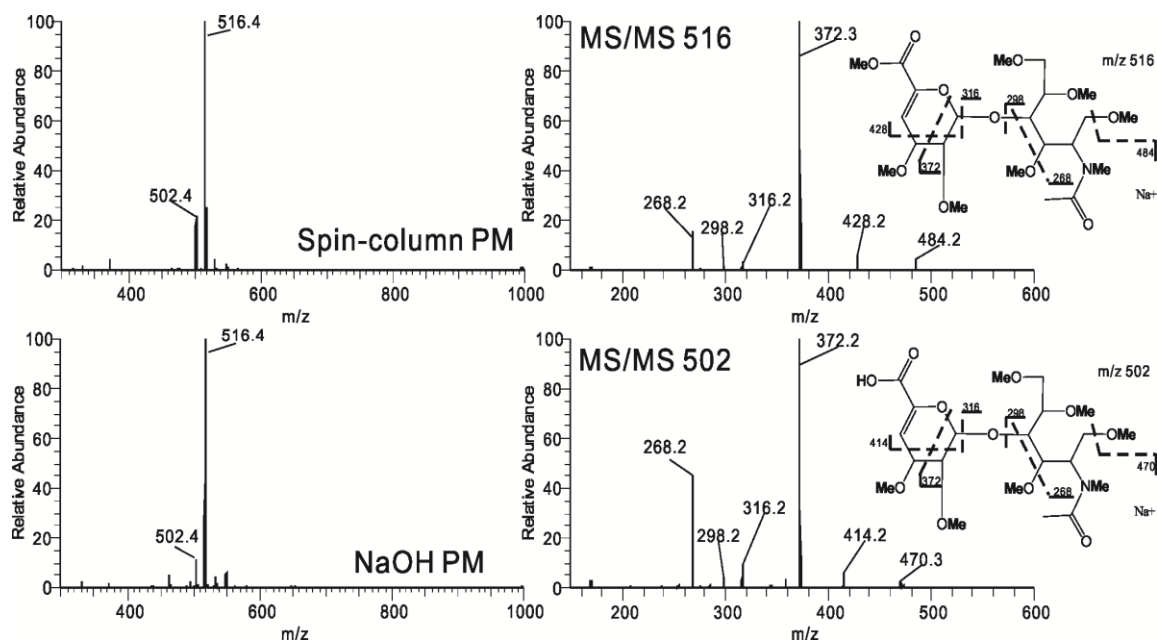 100
80
60
40
20
0
Relative Abundance
516.4
502.4
Spin-column PM
400
600
800
1000
m/z
100
80
60
40
20
0
Relative Abundance
MS/MS 516
372.3
268.2
298.2
316.2
428.2
484.2
200
300
400
500
600
m/z
m/z 516
MeO
O
MeO
O
OMe
316
298
O
OMe
428
484
MeO
372
MeO
268
NMe
OMe
O
Na+
100
80
60
40
20
0
Relative Abundance
516.4
502.4
NaOH PM
400
600
800
1000
m/z
100
80
60
40
20
0
Relative Abundance
MS/MS 502
372.2
268.2
298.2
316.2
414.2
470.3
200
300
400
500
600
m/z
m/z 502
HO
O
MeO
O
OMe
316
298
O
OMe
414
470
MeO
372
MeO
268
NMe
OMe
O
Na+